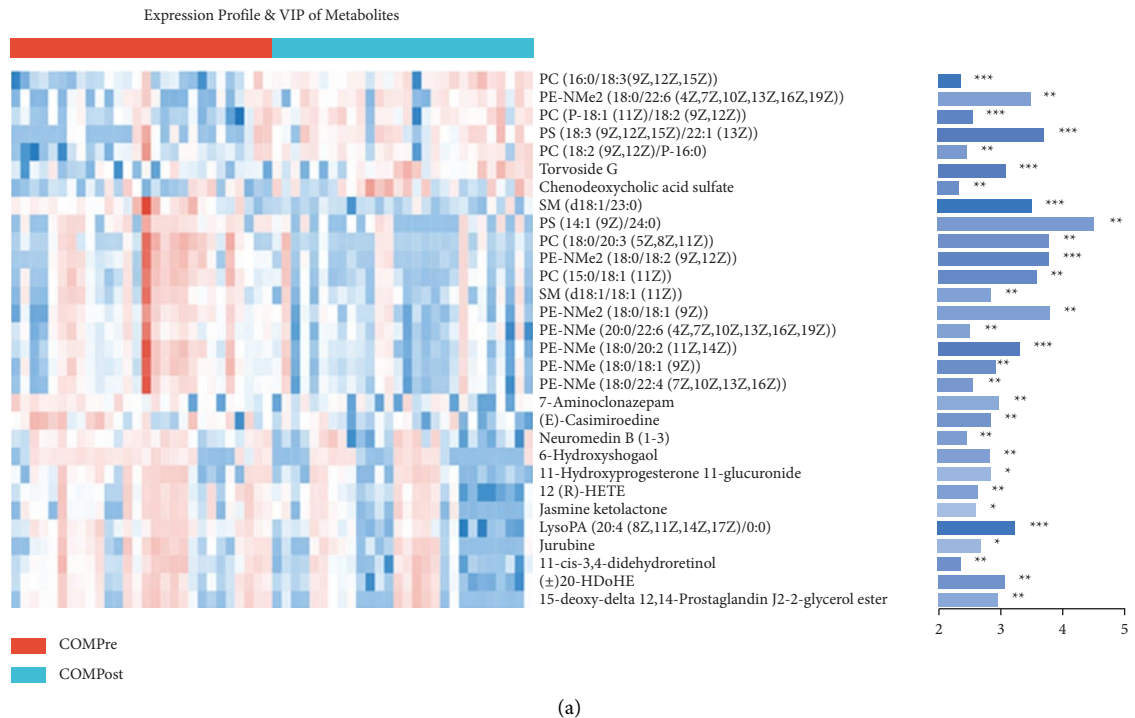 Expression Profile & VIP of Metabolites
PC (16:0/18:3(9Z,12Z,15Z)) ***
PE-NMe2 (18:0/22:6 (4Z,7Z,10Z,13Z,16Z,19Z)) **
PC (P-18:1 (11Z)/18:2 (9Z,12Z)) ***
PS (18:3 (9Z,12Z,15Z)/22:1 (13Z)) ***
PC (18:2 (9Z,12Z)/P-16:0) **
Torvoside G ***
Chenodeoxycholic acid sulfate **
SM (d18:1/23:0) ***
PS (14:1 (9Z)/24:0) **
PC (18:0/20:3 (5Z,8Z,11Z)) **
PE-NMe2 (18:0/18:2 (9Z,12Z)) ***
PC (15:0/18:1 (11Z)) **
SM (d18:1/18:1 (11Z)) **
PE-NMe2 (18:0/18:1 (9Z)) **
PE-NMe (20:0/22:6 (4Z,7Z,10Z,13Z,16Z,19Z)) **
PE-NMe (18:0/20:2 (11Z,14Z)) ***
PE-NMe (18:0/18:1 (9Z)) **
PE-NMe (18:0/22:4 (7Z,10Z,13Z,16Z)) **
7-Aminoclonazepam **
(E)-Casimiroedine **
Neuromedin B (1-3) **
6-Hydroxyshogaol **
11-Hydroxyprogesterone 11-glucuronide *
12 (R)-HETE **
Jasmine ketolactone *
LysoPA (20:4 (8Z,11Z,14Z,17Z)/0:0) ***
Jurubine *
11-cis-3,4-didehydroretinol **
(±)20-HDoHE **
15-deoxy-delta 12,14-Prostaglandin J2-2-glycerol ester **
2 3 4 5
COMPre
COMPost
(a)